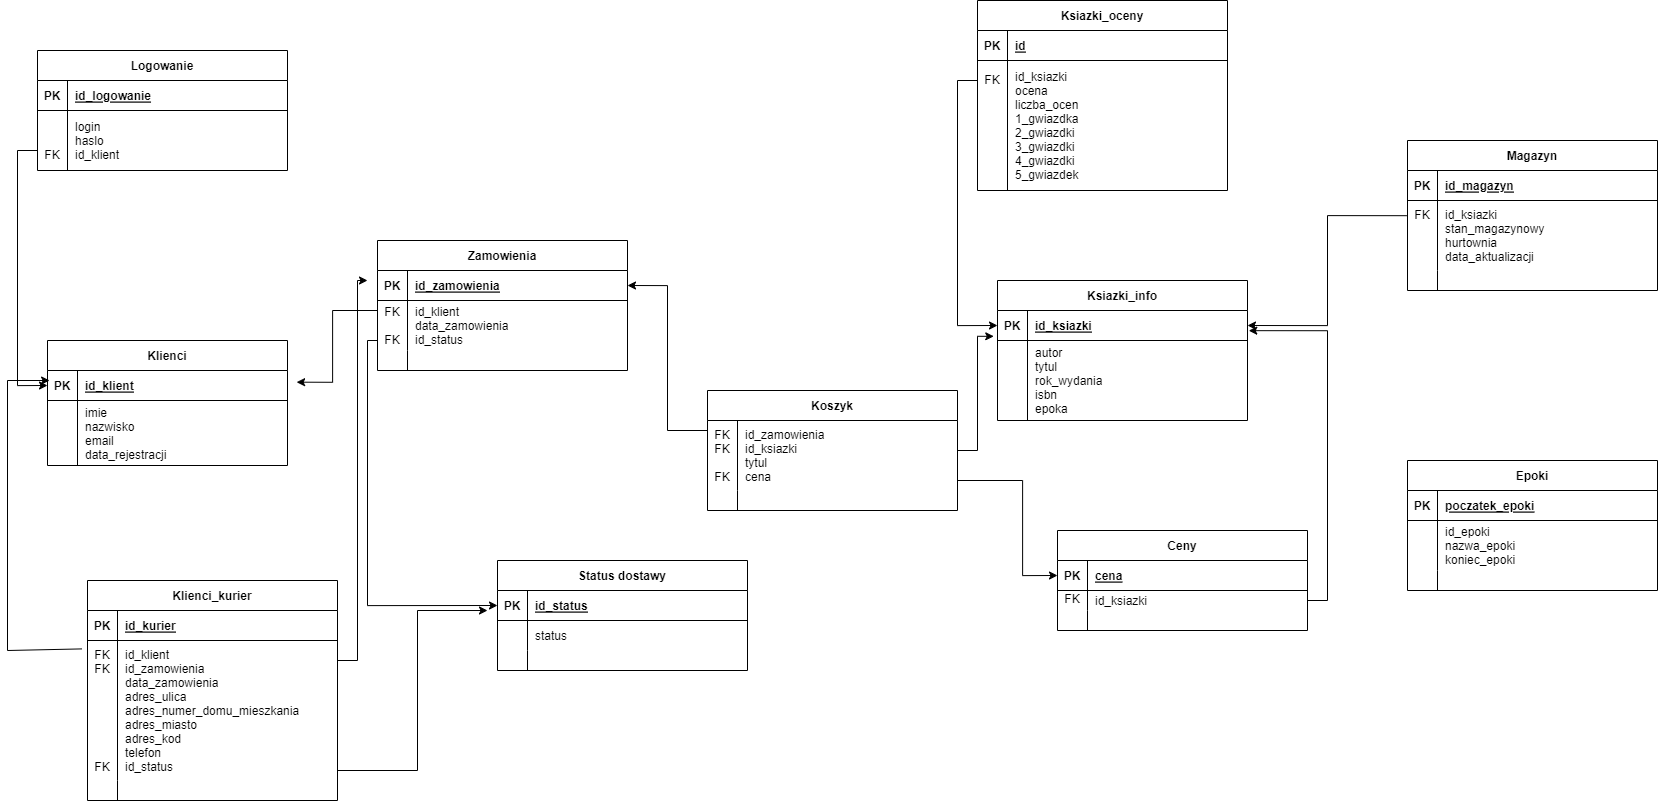 Ksiazki_oceny
PK id
FK id_ksiazki
ocena
liczba_ocen
1_gwiazdka
2_gwiazdki
3_gwiazdki
4_gwiazdki
5_gwiazdek
Logowanie
PK id_logowanie
login
haslo
FK id_klient
Magazyn
PK id_magazyn
FK id_ksiazki
stan_magazynowy
hurtownia
data_aktualizacji
Zamowienia
PK id_zamowienia
FK id_klient
data_zamowienia
FK id_status
Ksiazki_info
PK id_ksiazki
autor
tytul
rok_wydania
isbn
epoka
Klienci
PK id_klient
imie
nazwisko
email
data_rejestracji
Koszyk
FK id_zamowienia
FK id_ksiazki
tytul
FK cena
Epoki
PK poczatek_epoki
id_epoki
nazwa_epoki
koniec_epoki
Ceny
PK cena
FK id_ksiazki
Status dostawy
PK id_status
status
Klienci_kurier
PK id_kurier
FK id_klient
FK id_zamowienia
data_zamowienia
adres_ulica
adres_numer_domu_mieszkania
adres_miasto
adres_kod
telefon
FK id_status